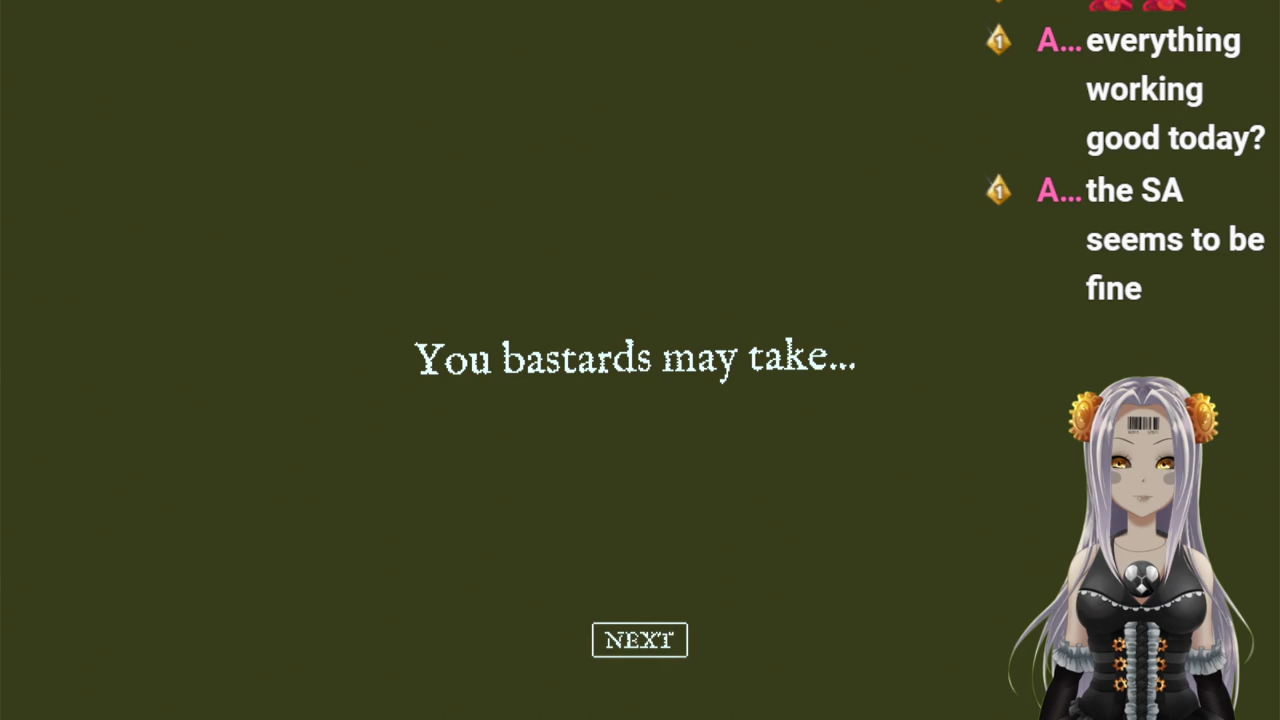 A... everything
working
good today?
A... the SA
seems to be
fine
You bastards may take...
NEXT